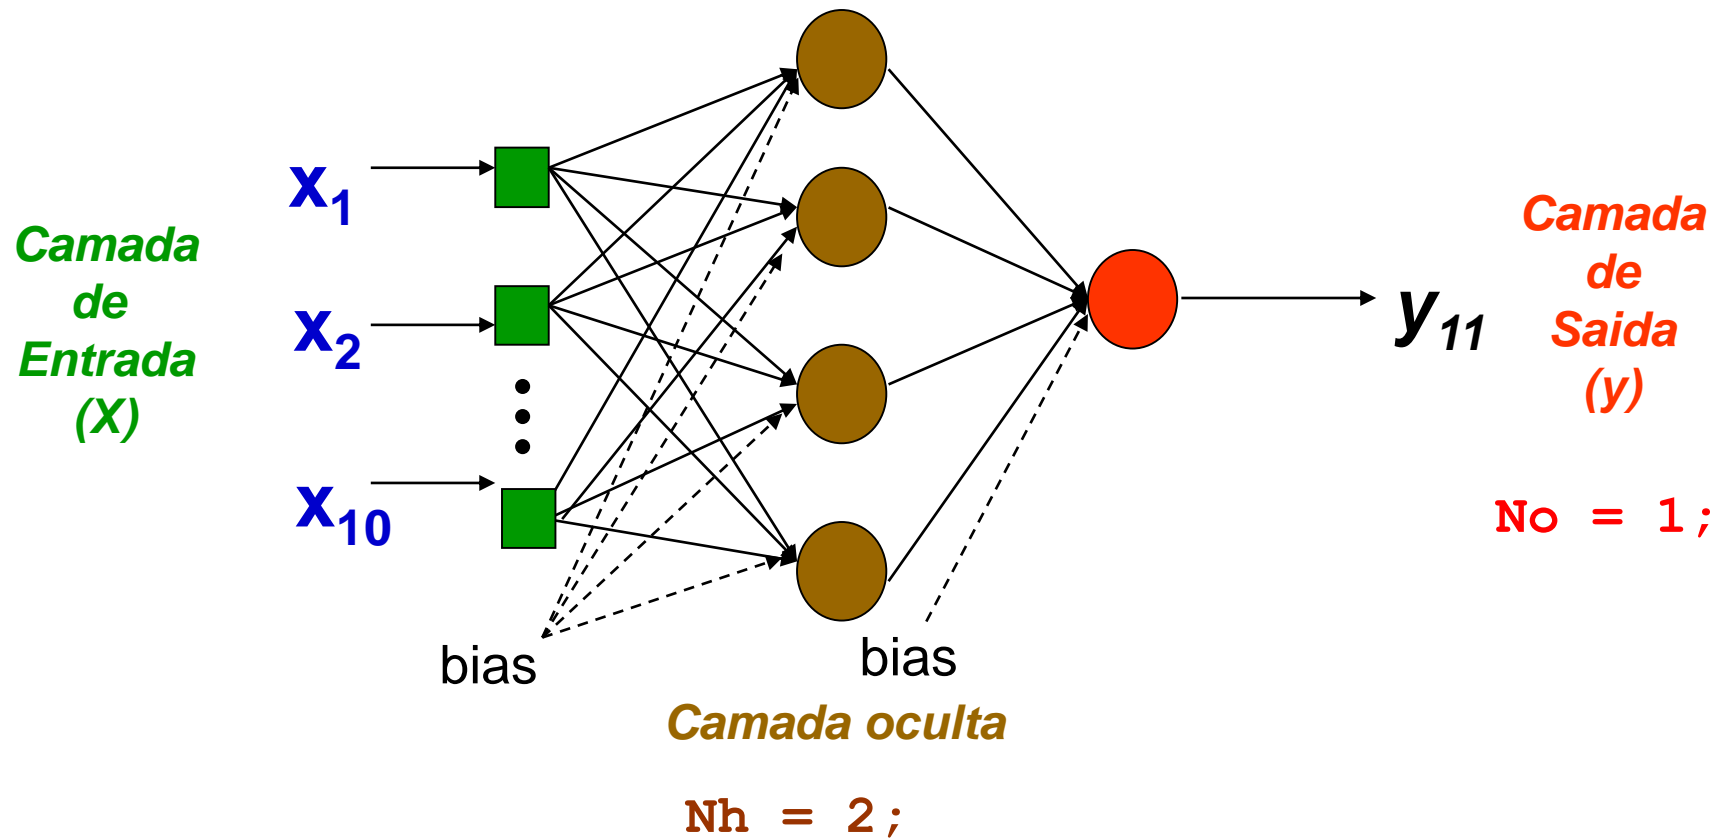 Camada
de
Entrada
(X)
x1
x2
x10
bias
bias
Camada oculta
Nh = 2;
y11
Camada
de
Saida
(y)
No = 1;